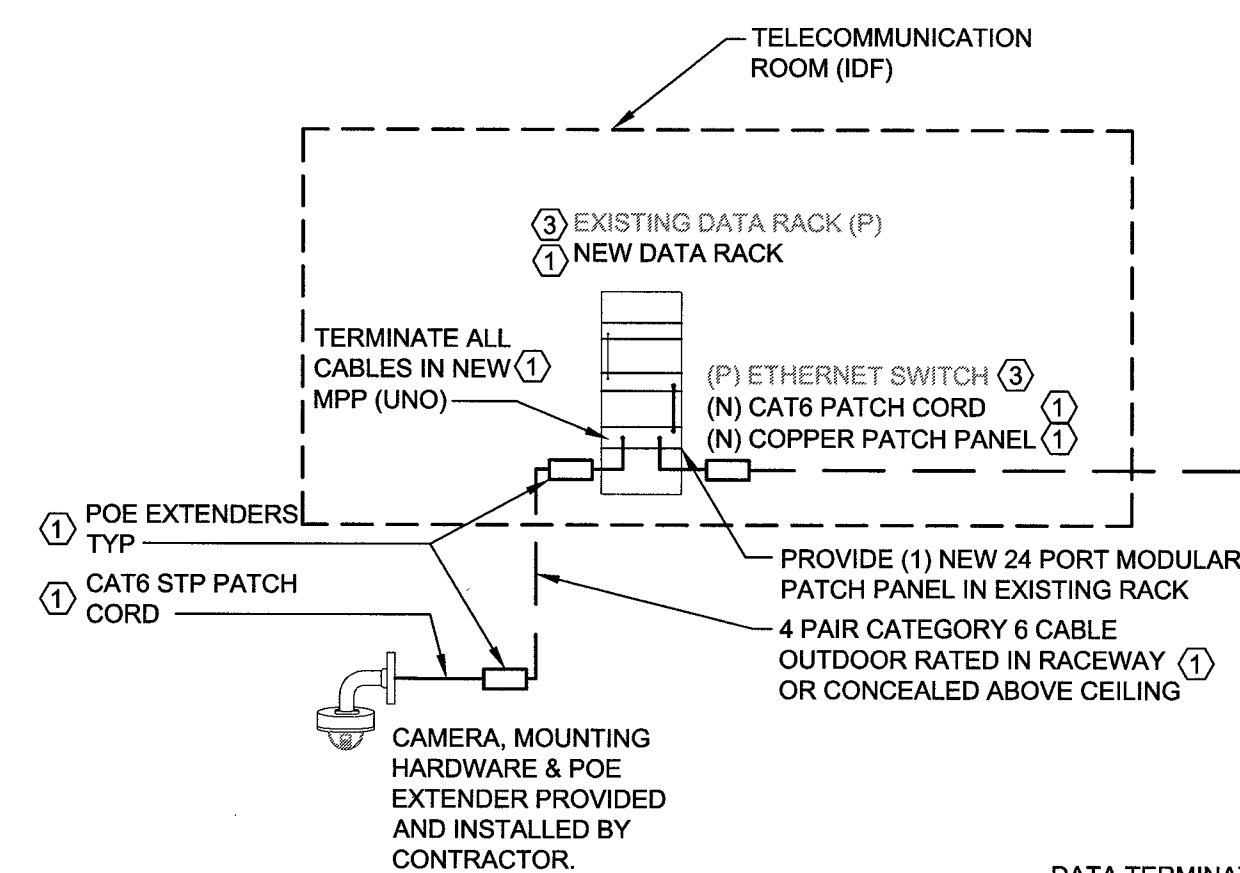 TELECOMMUNICATION
ROOM (IDF)
3 EXISTING DATA RACK (P)
1 NEW DATA RACK
TERMINATE ALL
CABLES IN NEW 1
MPP (UNO)
(P) ETHERNET SWITCH 3
(N) CAT6 PATCH CORD 1
(N) COPPER PATCH PANEL 1
1 POE EXTENDERS
TYP
1 CAT6 STP PATCH
CORD
PROVIDE (1) NEW 24 PORT MODULAR
PATCH PANEL IN EXISTING RACK
4 PAIR CATEGORY 6 CABLE
OUTDOOR RATED IN RACEWAY 1
OR CONCEALED ABOVE CEILING
CAMERA, MOUNTING
HARDWARE & POE
EXTENDER PROVIDED
AND INSTALLED BY
CONTRACTOR.
DATA